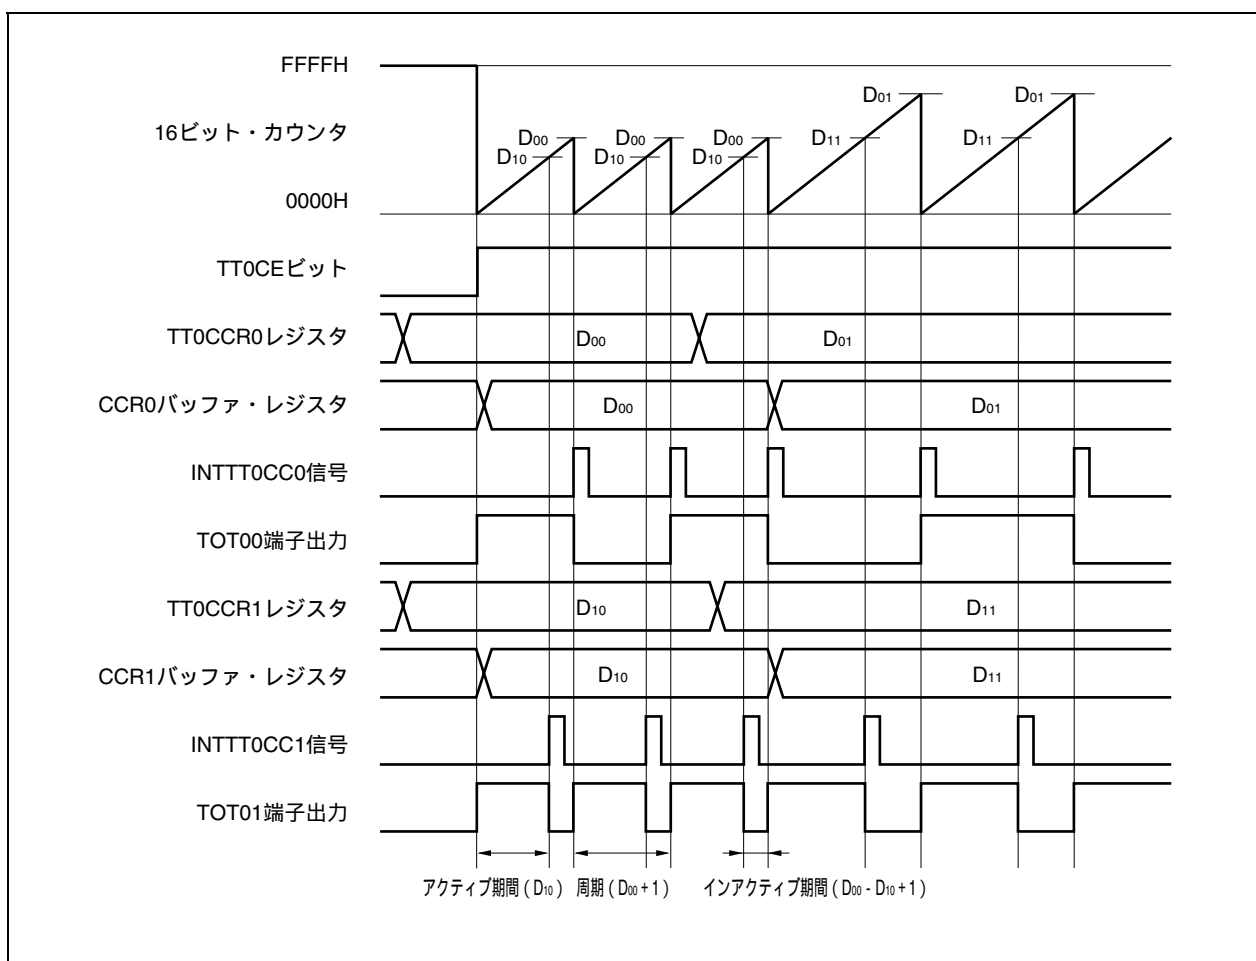 FFFFH
D01 D01
16ビット・カウンタ D00 D00 D00 D11 D11
D10 D10 D10
0000H
TT0CEビット
TT0CCR0レジスタ D00 D01
CCR0バッファ・レジスタ D00 D01
INTTT0CC0信号
TOT00端子出力
TT0CCR1レジスタ D10 D11
CCR1バッファ・レジスタ D10 D11
INTTT0CC1信号
TOT01端子出力
アクティブ期間(D10) 周期(D00+1) インアクティブ期間(D00 - D10+1)